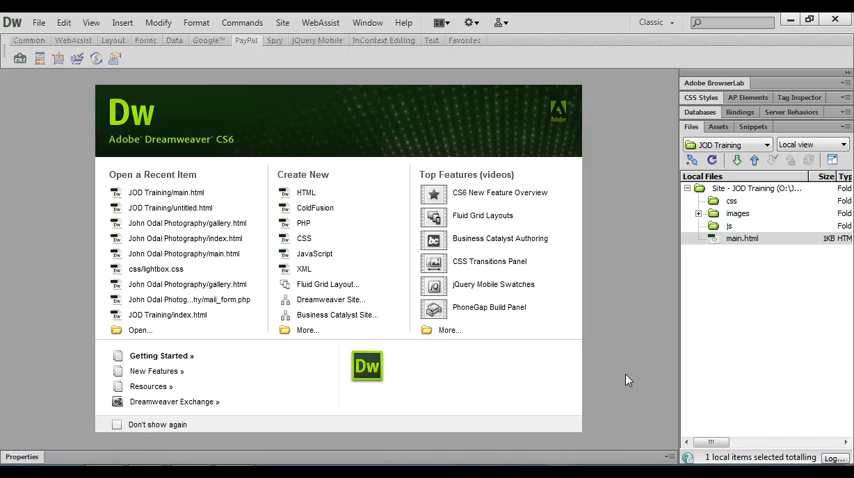 Dw File Edit View Insert Modify Format Commands Site WebAssist Window Help Classic
Common WebAssist Layout Forms Data Google™ PayPal Spry jQuery Mobile InContext Editing Text Favorites
Dw
Adobe® Dreamweaver CS6
Adobe
Open a Recent Item
JOD Training/main.html
JOD Training/untitled.html
John Odal Photography/gallery.html
John Odal Photography/index.html
John Odal Photography/main.html
css/lightbox.css
John Odal Photography/gallery.html
John Odal Photog...hy/mail_form.php
JOD Training/index.html
Open...
Create New
HTML
ColdFusion
PHP
CSS
JavaScript
XML
Fluid Grid Layout...
Dreamweaver Site...
Business Catalyst Site...
More...
Top Features (videos)
CS6 New Feature Overview
Fluid Grid Layouts
Business Catalyst Authoring
CSS Transitions Panel
jQuery Mobile Swatches
PhoneGap Build Panel
More...
Getting Started »
New Features »
Resources »
Dreamweaver Exchange »
Dw
Don't show again
Properties
Adobe BrowserLab
CSS Styles AP Elements Tag Inspector
Databases Bindings Server Behaviors
Files Assets Snippets
JOD Training Local view
Local Files Size Typ
Site - JOD Training (O:\J... Fold
css Fold
images Fold
js Fold
main.html 1KB HTM
1 local items selected totalling Log...